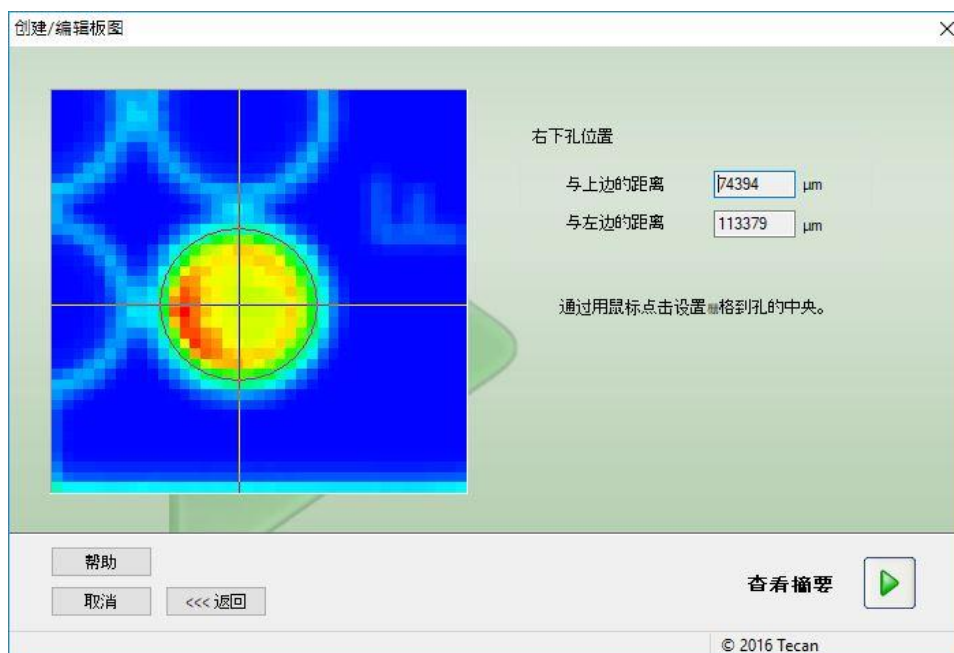 创建/编辑板图
右下孔位置
与上边的距离 74394 µm
与左边的距离 113379 µm
通过用鼠标点击设置格到孔的中央。
帮助
取消 <<< 返回
查看摘要
© 2016 Tecan